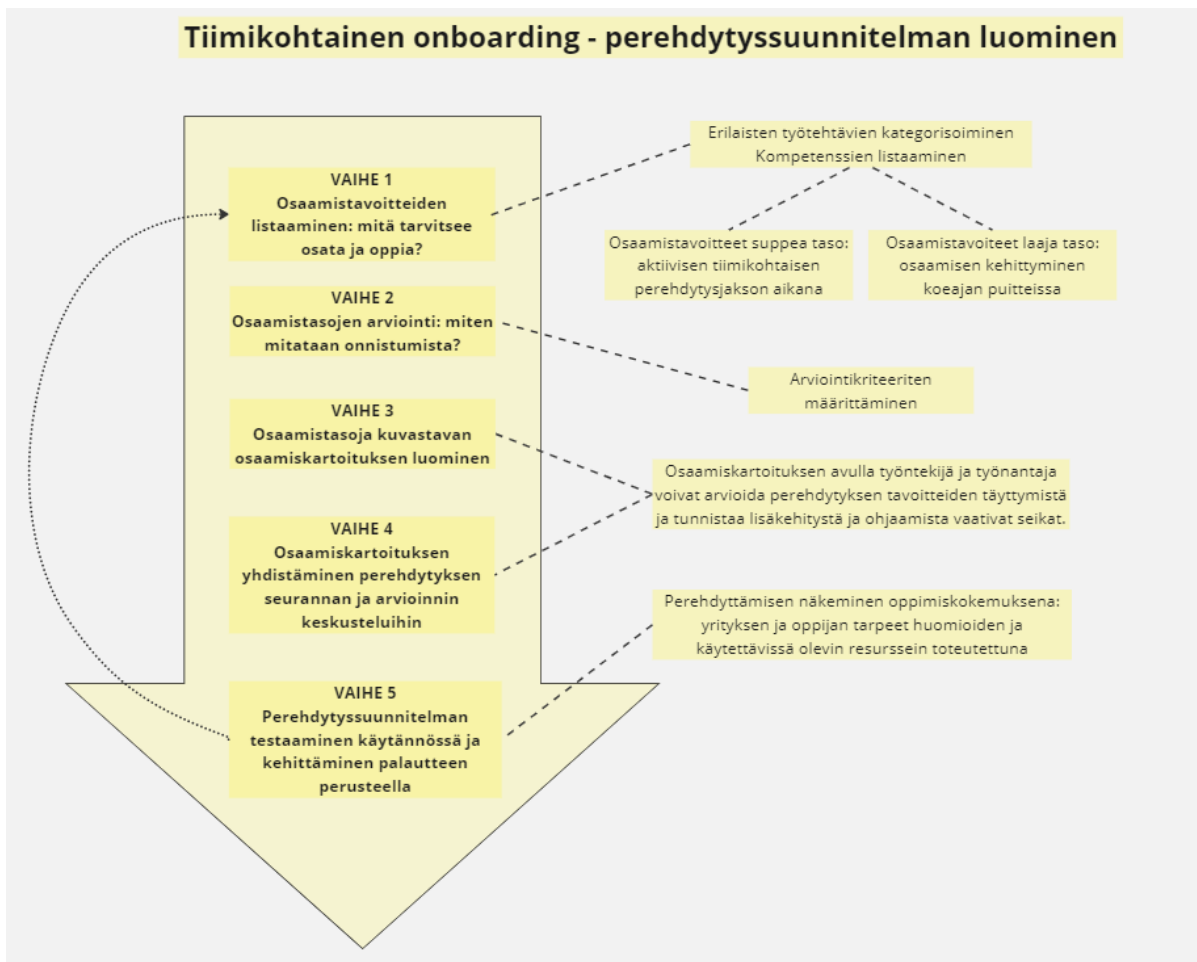 Tiimikohtainen onboarding - perehdytyssuunnitelman luominen
VAIHE 1
Osaamistavoitteiden
listaaminen: mitä tarvitsee
osata ja oppia?
Erilaisten työtehtävien kategorisoiminen
Kompetenssien listaaminen
Osaamistavoitteet suppea taso:
aktiivisen tiimikohtaisen
perehdytysjakson aikana
Osaamistavoiteet laaja taso:
osaamisen kehittyminen
koeajan puitteissa
VAIHE 2
Osaamistasojen arviointi: miten
mitataan onnistumista?
Arviointikriteeriten
määrittäminen
VAIHE 3
Osaamistasoja kuvastavan
osaamiskartoituksen luominen
Osaamiskartoituksen avulla työntekijä ja työnantaja
voivat arvioida perehdytyksen tavoitteiden täyttymistä
ja tunnistaa lisäkehitystä ja ohjaamista vaativat seikat.
VAIHE 4
Osaamiskartoituksen
yhdistäminen perehdytyksen
seurannan ja arvioinnin
keskusteluihin
Perehdyttämisen näkeminen oppimiskokemuksena:
yrityksen ja oppijan tarpeet huomioiden ja
käytettävissä olevin resurssein toteutettuna
VAIHE 5
Perehdytyssuunnitelman
testaaminen käytännössä ja
kehittäminen palautteen
perusteella